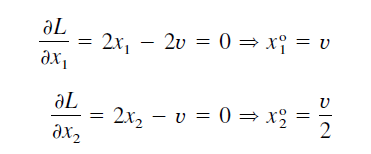 ∂L/∂x₁ = 2x₁ − 2v = 0 ⇒ x₁° = v
∂L/∂x₂ = 2x₂ − v = 0 ⇒ x₂° = v/2